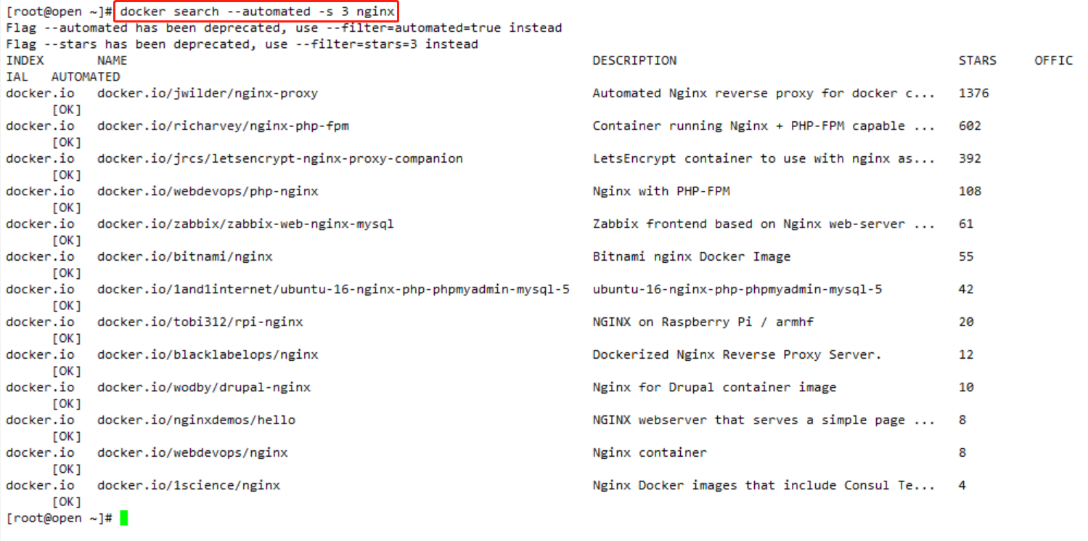 [root@open ~]# docker search --automated -s 3 nginx
Flag --automated has been deprecated, use --filter=automated=true instead
Flag --stars has been deprecated, use --filter=stars=3 instead
INDEX NAME DESCRIPTION STARS OFFIC
IAL AUTOMATED
docker.io docker.io/jwilder/nginx-proxy Automated Nginx reverse proxy for docker c... 1376
[OK]
docker.io docker.io/richarvey/nginx-php-fpm Container running Nginx + PHP-FPM capable ... 602
[OK]
docker.io docker.io/jrcs/letsencrypt-nginx-proxy-companion LetsEncrypt container to use with nginx as... 392
[OK]
docker.io docker.io/webdevops/php-nginx Nginx with PHP-FPM 108
[OK]
docker.io docker.io/zabbix/zabbix-web-nginx-mysql Zabbix frontend based on Nginx web-server ... 61
[OK]
docker.io docker.io/bitnami/nginx Bitnami nginx Docker Image 55
[OK]
docker.io docker.io/1and1internet/ubuntu-16-nginx-php-phpmyadmin-mysql-5 ubuntu-16-nginx-php-phpmyadmin-mysql-5 42
[OK]
docker.io docker.io/tobi312/rpi-nginx NGINX on Raspberry Pi / armhf 20
[OK]
docker.io docker.io/blacklabelops/nginx Dockerized Nginx Reverse Proxy Server. 12
[OK]
docker.io docker.io/wodby/drupal-nginx Nginx for Drupal container image 10
[OK]
docker.io docker.io/nginxdemos/hello NGINX webserver that serves a simple page ... 8
[OK]
docker.io docker.io/webdevops/nginx Nginx container 8
[OK]
docker.io docker.io/1science/nginx Nginx Docker images that include Consul Te... 4
[OK]
[root@open ~]#